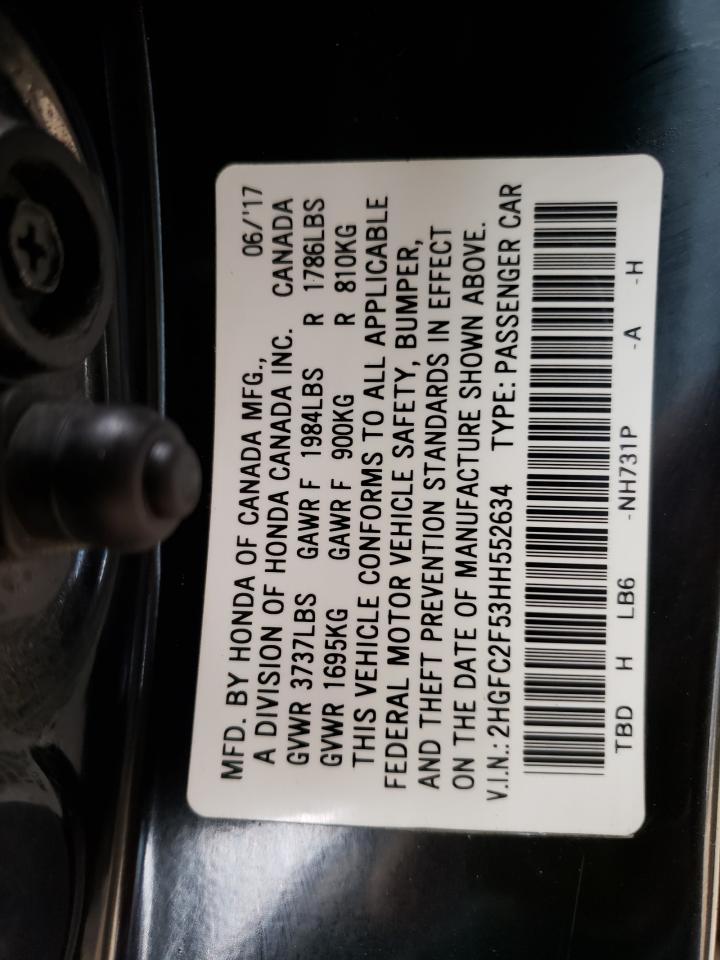 MFD. BY HONDA OF CANADA MFG., 06/'17
A DIVISION OF HONDA CANADA INC. CANADA
GVWR 3737LBS GAWR F 1984LBS R 1786LBS
GVWR 1695KG GAWR F 900KG R 810KG
THIS VEHICLE CONFORMS TO ALL APPLICABLE
FEDERAL MOTOR VEHICLE SAFETY, BUMPER,
AND THEFT PREVENTION STANDARDS IN EFFECT
ON THE DATE OF MANUFACTURE SHOWN ABOVE.
V.I.N.: 2HGFC2F53HH552634 TYPE: PASSENGER CAR
TBD H LB6 -NH731P -A -H